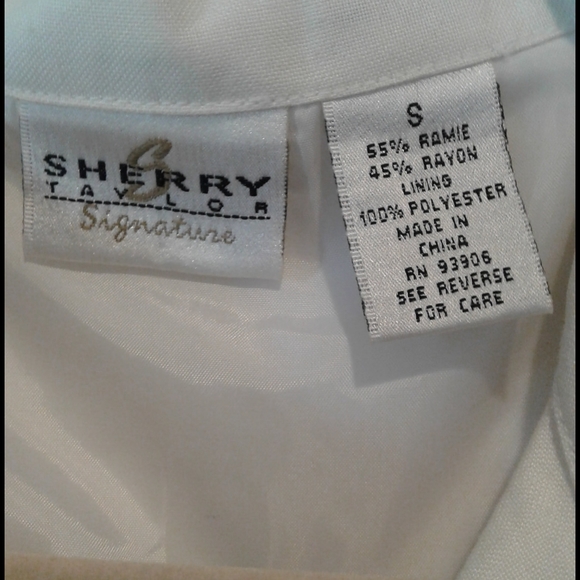 S
SHERRY
TAYLOR
Signature
S
55% RAMIE
45% RAYON
LINING
100% POLYESTER
MADE IN
CHINA
RN 93906
SEE REVERSE
FOR CARE